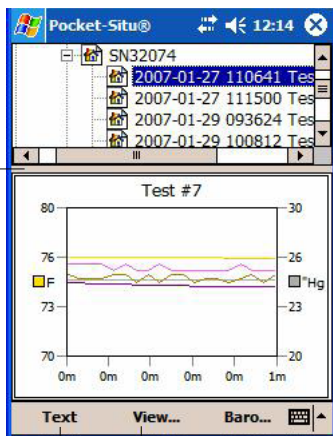 Pocket-Situ® 12:14
SN32074
2007-01-27 110641 Tes
2007-01-27 111500 Tes
2007-01-29 093624 Tes
2007-01-29 100812 Tes
Test #7
80 30
76 26
F "Hg
73 23
70 20
0m 0m 0m 0m 0m 1m
Text View... Baro...